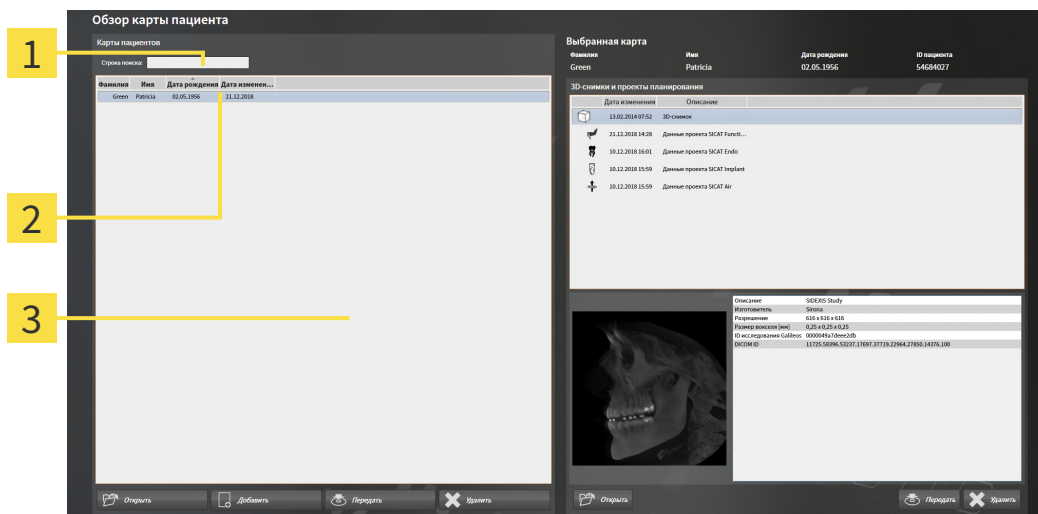 Обзор карты пациента
1
2
3
Карты пациентов
Строка поиска:
Фамилия Имя Дата рождения Дата изменен...
Green Patricia 02.05.1956 21.12.2018
Открыть Добавить Передать Удалить
Выбранная карта
Фамилия Имя Дата рождения ID пациента
Green Patricia 02.05.1956 54684027
3D-снимки и проекты планирования
Дата изменения Описание
13.02.2014 07:52 3D-снимок
21.12.2018 14:28 Данные проекта SICAT Functi...
10.12.2018 16:01 Данные проекта SICAT Endo
10.12.2018 15:59 Данные проекта SICAT Implant
10.12.2018 15:59 Данные проекта SICAT Air
Описание SIDEXIS Study
Изготовитель Sirona
Разрешение 616 x 616 x 616
Размер вокселя [мм] 0,25 x 0,25 x 0,25
ID исследования Galileos 0000049a7deee2db
DICOM ID 11725.58396.53237.17697.37719.22964.27850.14376.100
Открыть Передать Удалить